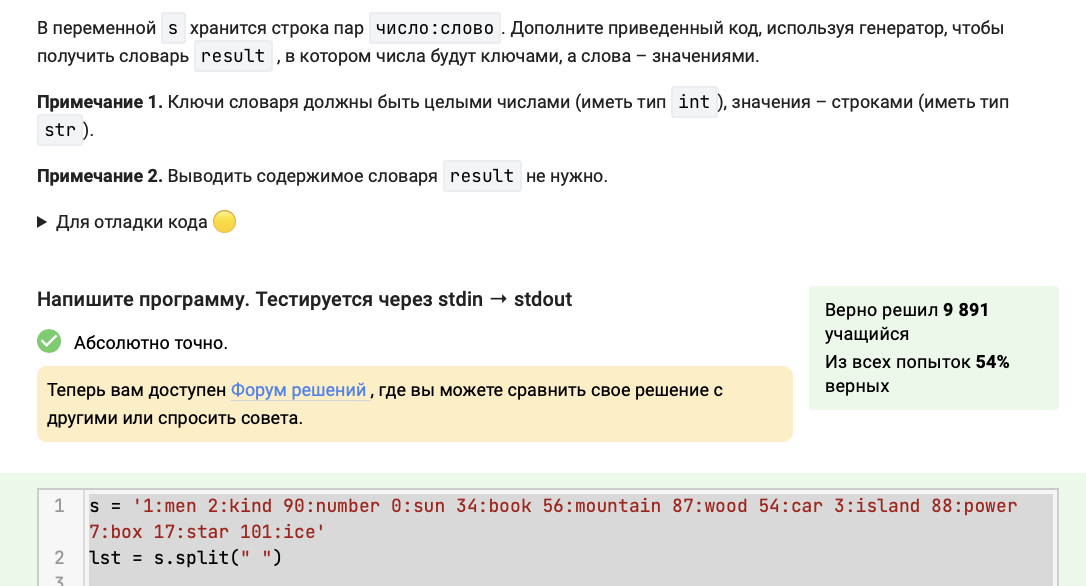 В переменной s хранится строка пар число:слово. Дополните приведенный код, используя генератор, чтобы
получить словарь result , в котором числа будут ключами, а слова – значениями.
Примечание 1. Ключи словаря должны быть целыми числами (иметь тип int ), значения – строками (иметь тип
str ).
Примечание 2. Выводить содержимое словаря result не нужно.
Для отладки кода
Напишите программу. Тестируется через stdin → stdout
Абсолютно точно.
Теперь вам доступен Форум решений , где вы можете сравнить свое решение с
другими или спросить совета.
Верно решил 9 891
учащийся
Из всех попыток 54%
верных
1 s = '1:men 2:kind 90:number 0:sun 34:book 56:mountain 87:wood 54:car 3:island 88:power
7:box 17:star 101:ice'
2 lst = s.split(" ")
3